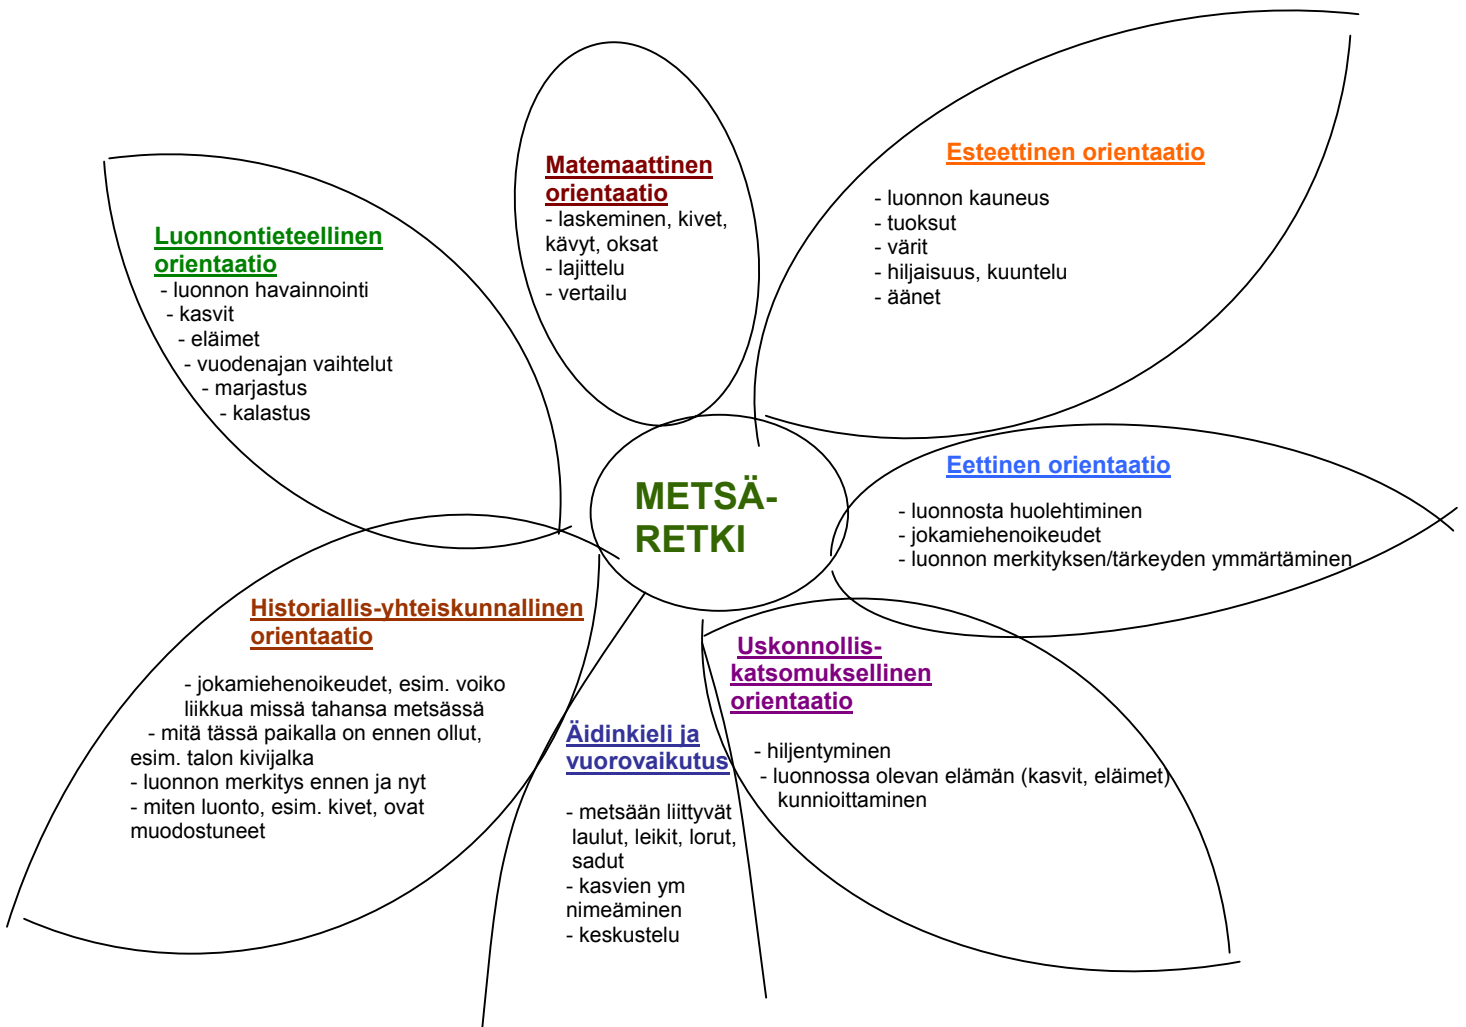 Matemaattinen
orientaatio
- laskeminen, kivet,
kävyt, oksat
- lajittelu
- vertailu
Esteettinen orientaatio
- luonnon kauneus
- tuoksut
- värit
- hiljaisuus, kuuntelu
- äänet
Luonnontieteellinen
orientaatio
- luonnon havainnointi
- kasvit
- eläimet
- vuodenajan vaihtelut
- marjastus
- kalastus
METSÄ-
RETKI
Eettinen orientaatio
- luonnosta huolehtiminen
- jokamiehenoikeudet
- luonnon merkityksen/tärkeyden ymmärtäminen
Historiallis-yhteiskunnallinen
orientaatio
- jokamiehenoikeudet, esim. voiko
liikkua missä tahansa metsässä
- mitä tässä paikalla on ennen ollut,
esim. talon kivijalka
- luonnon merkitys ennen ja nyt
- miten luonto, esim. kivet, ovat
muodostuneet
Äidinkieli ja
vuorovaikutus
- metsään liittyvät
laulut, leikit, lorut,
sadut
- kasvien ym
nimeäminen
- keskustelu
Uskonnollis-
katsomuksellinen
orientaatio
- hiljentyminen
- luonnossa olevan elämän (kasvit, eläimet)
kunnioittaminen